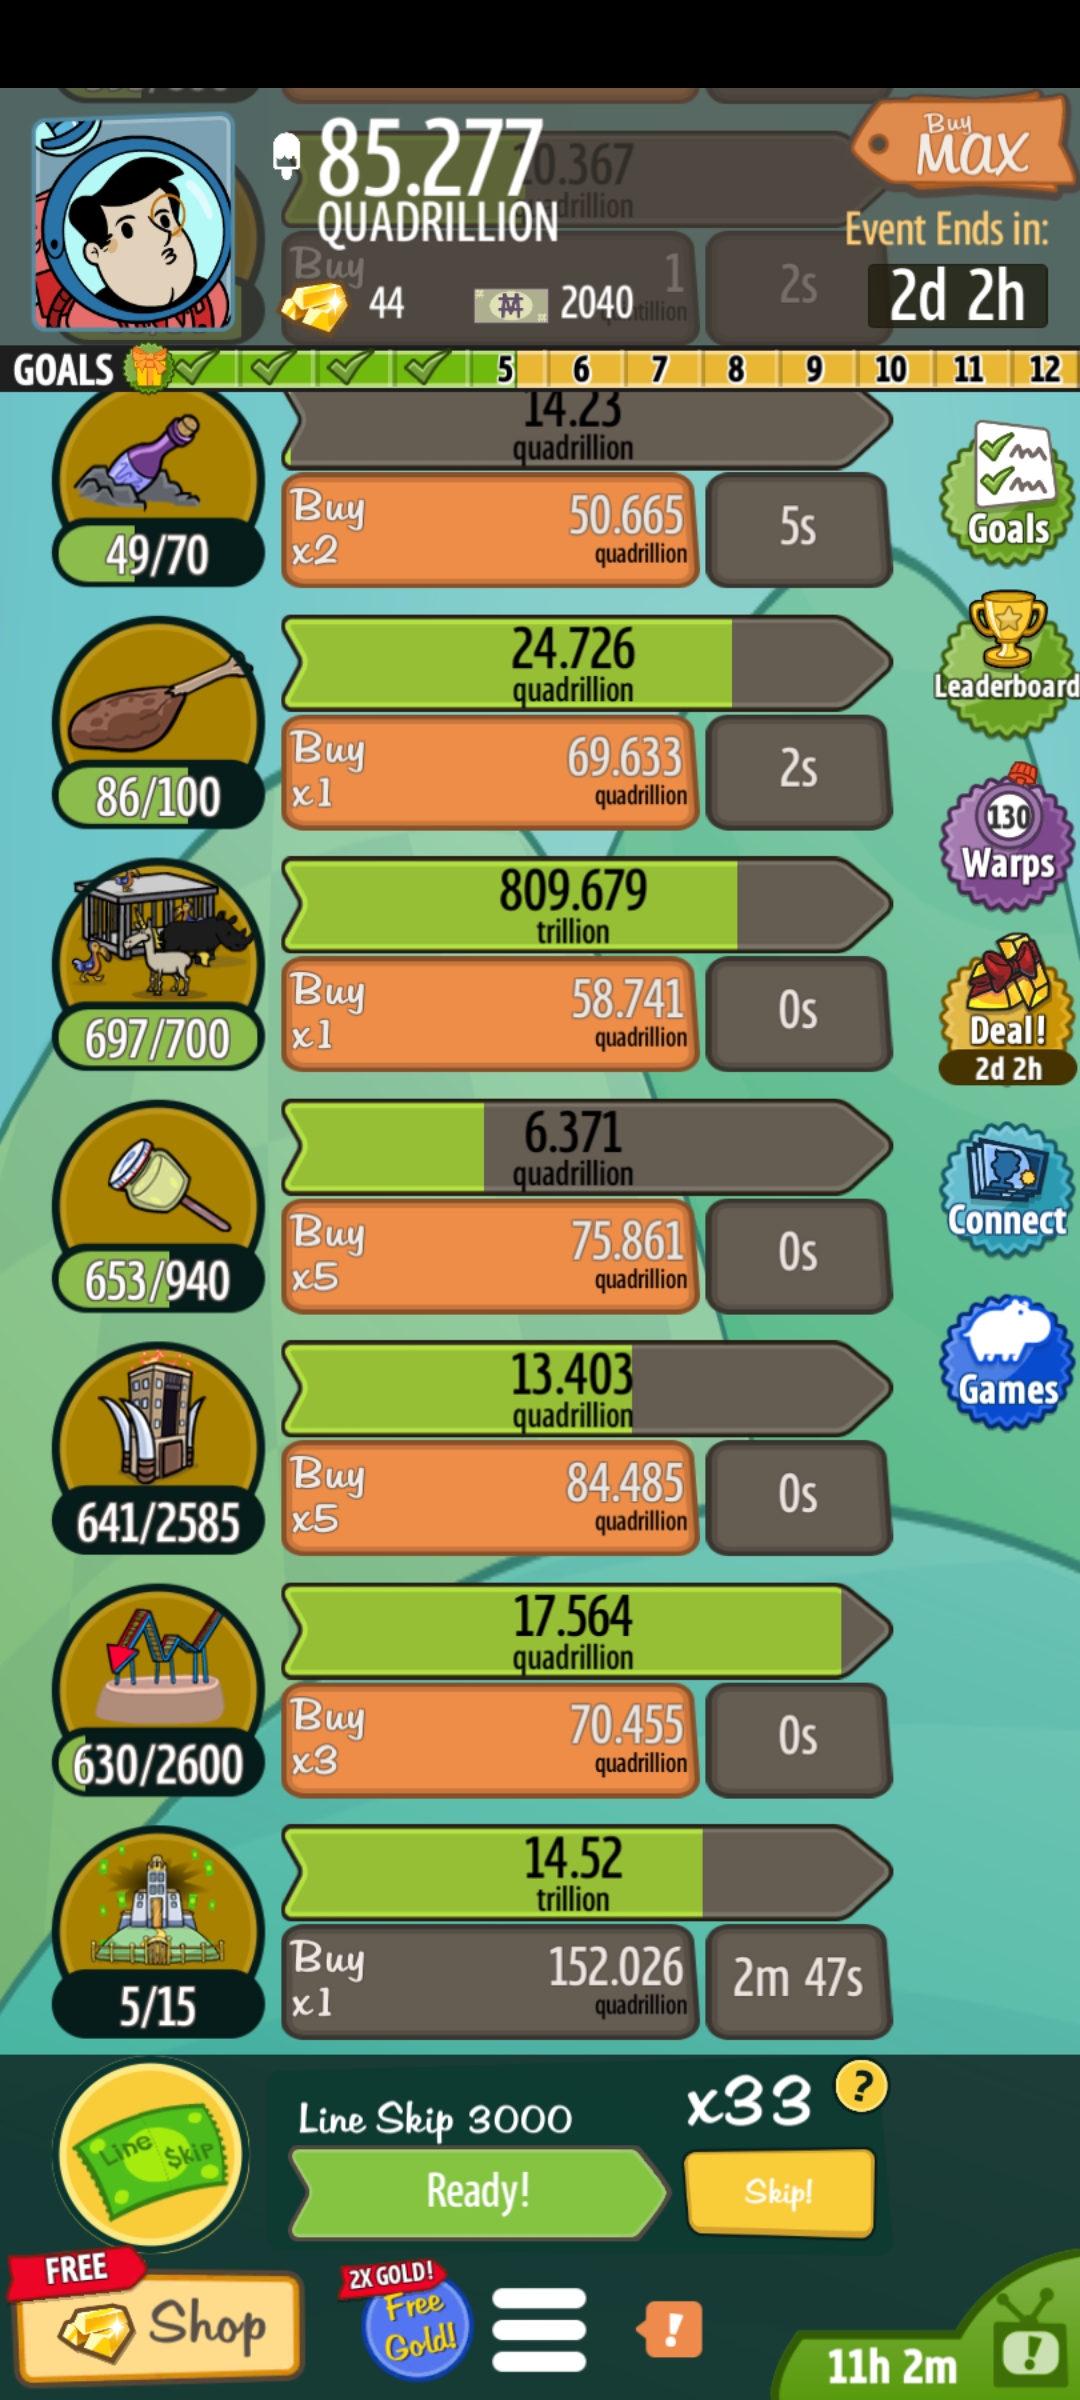 85.277
QUADRILLION
Buy
MAX
10.367
Event Ends in:
2d 2h
Buy
1
2s
44
2040
GOALS 5 6 7 8 9 10 11 12
14.23
quadrillion
49/70
Buy
x2
50.665
quadrillion
5s
Goals
24.726
quadrillion
86/100
Buy
x1
69.633
quadrillion
2s
Leaderboard
809.679
trillion
697/700
Buy
x1
58.741
quadrillion
0s
130
Warps
Deal!
2d 2h
6.371
quadrillion
653/940
Buy
x5
75.861
quadrillion
0s
Connect
13.403
quadrillion
641/2585
Buy
x5
84.485
quadrillion
0s
Games
17.564
quadrillion
630/2600
Buy
x3
70.455
quadrillion
0s
14.52
trillion
5/15
Buy
x1
152.026
quadrillion
2m 47s
Line $kip
Line Skip 3000
x33
?
Ready!
Skip!
FREE
Shop
2X GOLD!
Free
Gold!
!
11h 2m
!